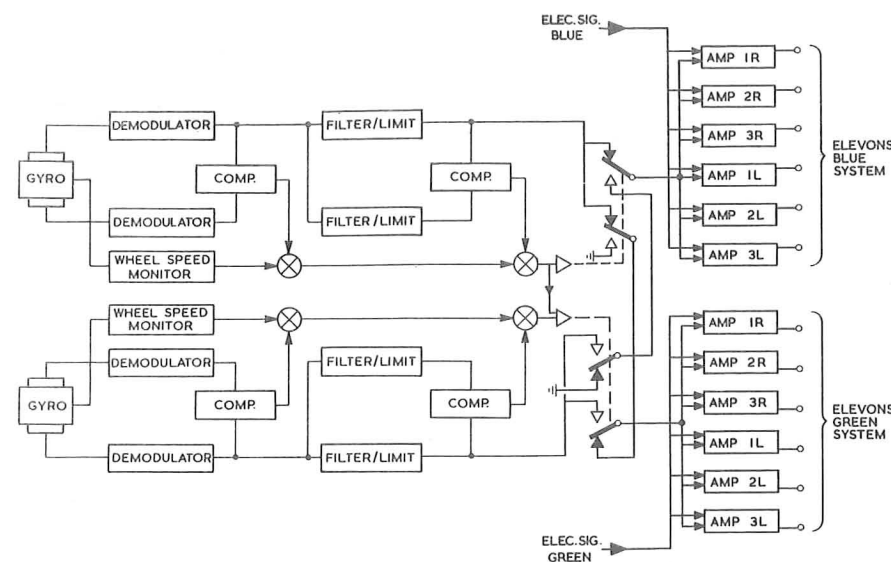 ELEC. SIG.
BLUE
AMP 1R
AMP 2R
AMP 3R
AMP 1L
AMP 2L
AMP 3L
ELEVONS
BLUE
SYSTEM
DEMODULATOR
FILTER/LIMIT
GYRO
COMP.
COMP.
DEMODULATOR
FILTER/LIMIT
WHEEL SPEED
MONITOR
WHEEL SPEED
MONITOR
DEMODULATOR
FILTER/LIMIT
GYRO
COMP.
COMP.
DEMODULATOR
FILTER/LIMIT
AMP 1R
AMP 2R
AMP 3R
AMP 1L
AMP 2L
AMP 3L
ELEVONS
GREEN
SYSTEM
ELEC. SIG.
GREEN